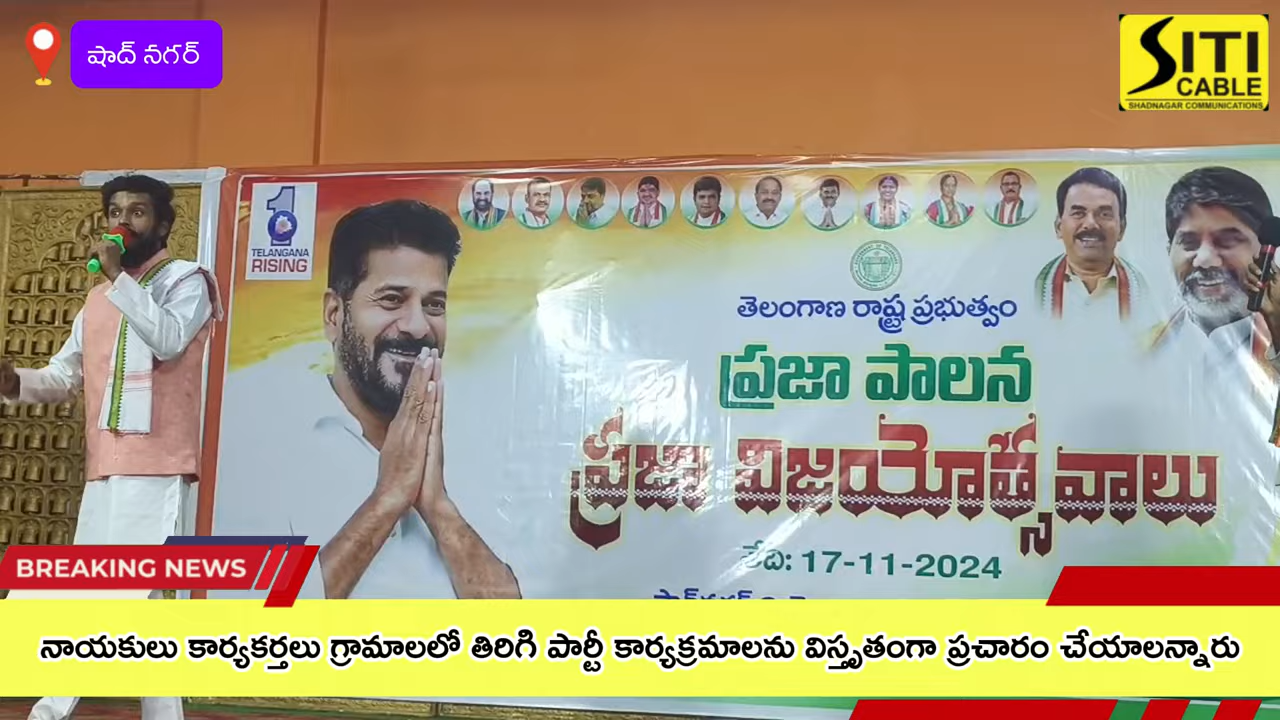 షాద్ నగర్
SITI
CABLE
SHADNAGAR COMMUNICATIONS
1
TELANGANA
RISING
తెలంగాణ రాష్ట్ర ప్రభుత్వం
ప్రజా పాలన
ప్రజా విజయోత్సవాలు
తేది: 17-11-2024
BREAKING NEWS
నాయకులు కార్యకర్తలు గ్రామాలలో తిరిగి పార్టీ కార్యక్రమాలను విస్తృతంగా ప్రచారం చేయాలన్నారు